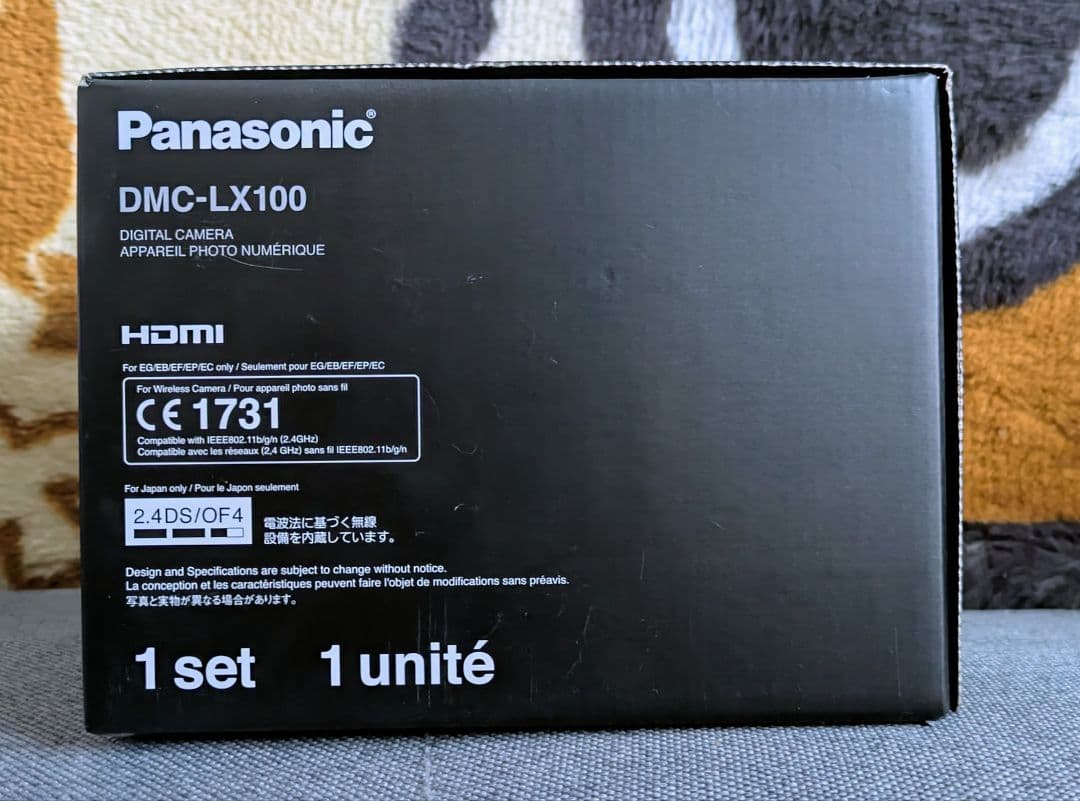 Panasonic®
DMC-LX100
DIGITAL CAMERA
APPAREIL PHOTO NUMÉRIQUE
HDMI
For EG/EB/EF/EP/EC only / Seulement pour EG/EB/EF/EP/EC
For Wireless Camera / Pour appareil photo sans fil
CE 1731
Compatible with IEEE802.11b/g/n (2.4GHz)
Compatible avec les réseaux (2,4 GHz) sans fil IEEE802.11b/g/n
For Japan only / Pour le Japon seulement
2.4DS/OF4
電波法に基づく無線
設備を内蔵しています。
Design and Specifications are subject to change without notice.
La conception et les caractéristiques peuvent faire l'objet de modifications sans préavis.
写真と実物が異なる場合があります。
1 set 1 unité